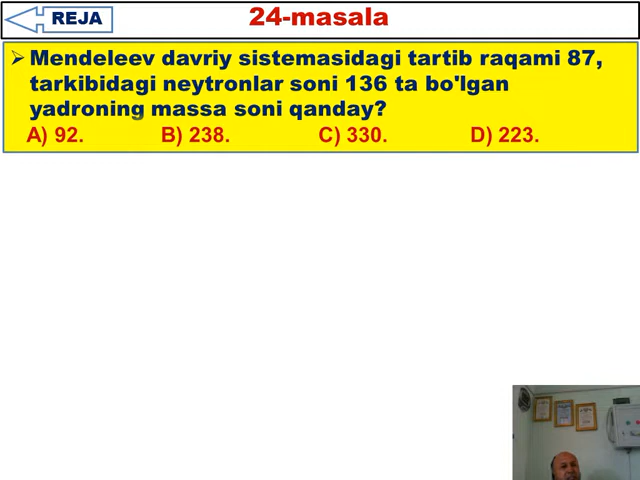 REJA
24-masala
Mendeleev davriy sistemasidagi tartib raqami 87,
tarkibidagi neytronlar soni 136 ta bo'lgan
yadroning massa soni qanday?
A) 92. B) 238. C) 330. D) 223.